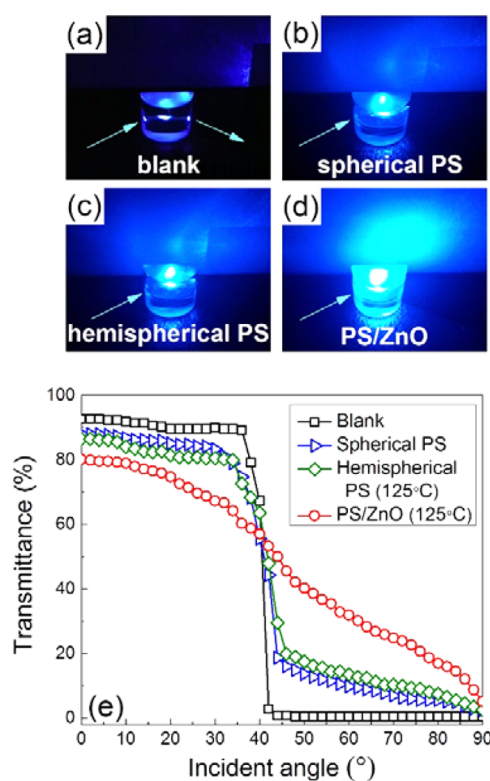 (a)
(b)
blank
spherical PS
(c)
(d)
hemispherical PS
PS/ZnO
100
80
60
40
20
0
Transmittance (%)
Blank
Spherical PS
Hemispherical
PS (125°C)
PS/ZnO (125°C)
(e)
0 10 20 30 40 50 60 70 80 90
Incident angle (°)